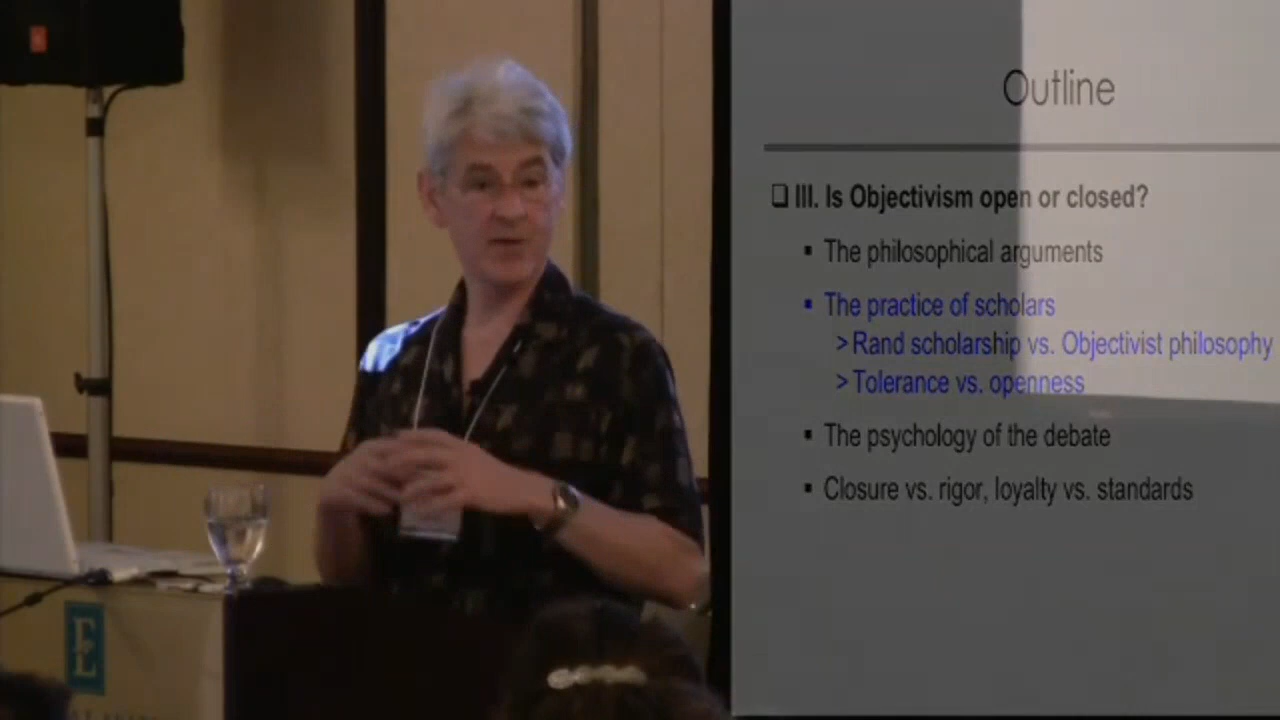 Outline
❑ III. Is Objectivism open or closed?
▪ The philosophical arguments
▪ The practice of scholars
> Rand scholarship vs. Objectivist philosophy
> Tolerance vs. openness
▪ The psychology of the debate
▪ Closure vs. rigor, loyalty vs. standards
E